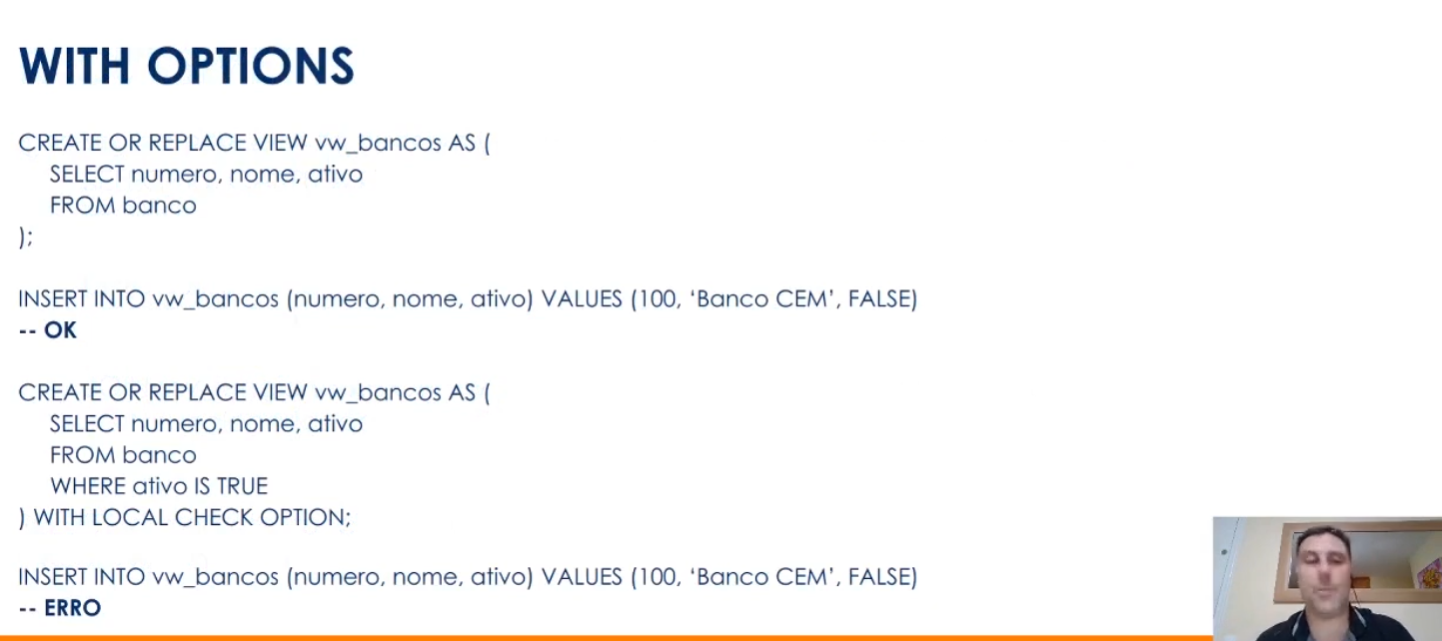 WITH OPTIONS
CREATE OR REPLACE VIEW vw_bancos AS (
SELECT numero, nome, ativo
FROM banco
);
INSERT INTO vw_bancos (numero, nome, ativo) VALUES (100, ‘Banco CEM’, FALSE)
-- OK
CREATE OR REPLACE VIEW vw_bancos AS (
SELECT numero, nome, ativo
FROM banco
WHERE ativo IS TRUE
) WITH LOCAL CHECK OPTION;
INSERT INTO vw_bancos (numero, nome, ativo) VALUES (100, ‘Banco CEM’, FALSE)
-- ERRO